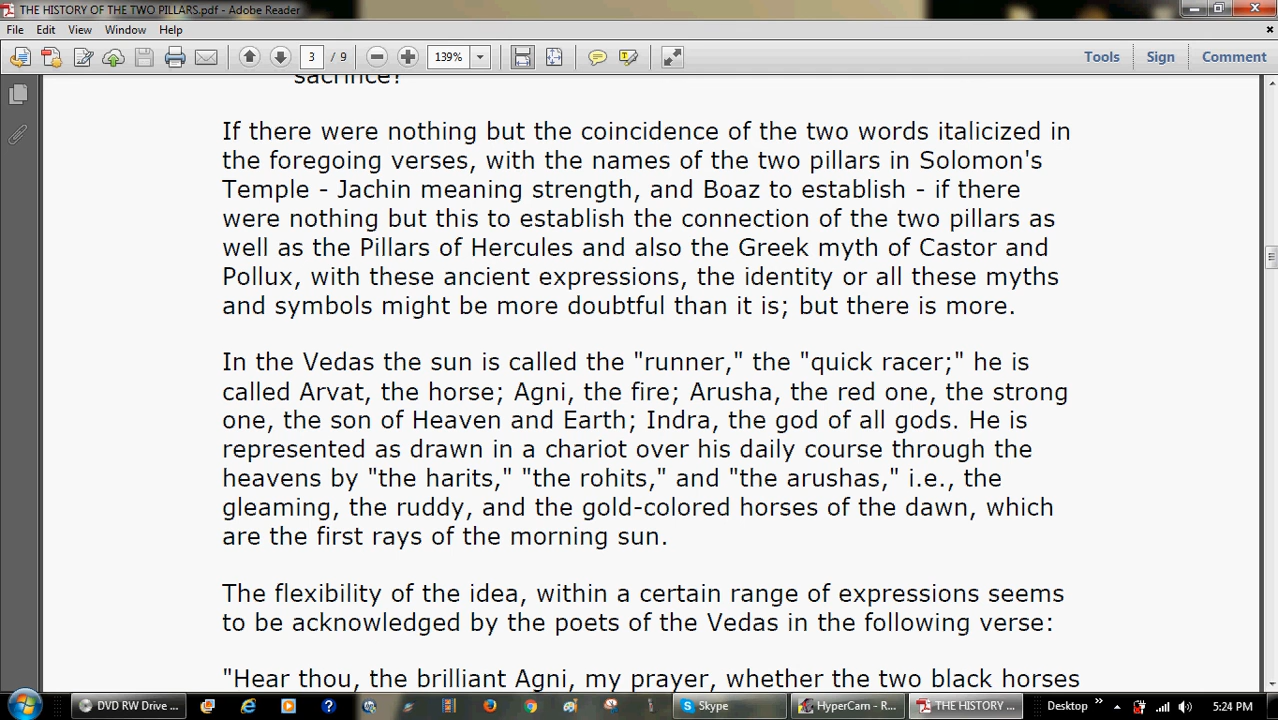 THE HISTORY OF THE TWO PILLARS.pdf - Adobe Reader
File Edit View Window Help
3 / 9 139% Tools Sign Comment
sacrifice?
If there were nothing but the coincidence of the two words italicized in
the foregoing verses, with the names of the two pillars in Solomon's
Temple - Jachin meaning strength, and Boaz to establish - if there
were nothing but this to establish the connection of the two pillars as
well as the Pillars of Hercules and also the Greek myth of Castor and
Pollux, with these ancient expressions, the identity or all these myths
and symbols might be more doubtful than it is; but there is more.
In the Vedas the sun is called the "runner," the "quick racer;" he is
called Arvat, the horse; Agni, the fire; Arusha, the red one, the strong
one, the son of Heaven and Earth; Indra, the god of all gods. He is
represented as drawn in a chariot over his daily course through the
heavens by "the harits," "the rohits," and "the arushas," i.e., the
gleaming, the ruddy, and the gold-colored horses of the dawn, which
are the first rays of the morning sun.
The flexibility of the idea, within a certain range of expressions seems
to be acknowledged by the poets of the Vedas in the following verse:
"Hear thou, the brilliant Agni, my prayer, whether the two black horses
DVD RW Drive ... Skype HyperCam - R... THE HISTORY ... Desktop 5:24 PM